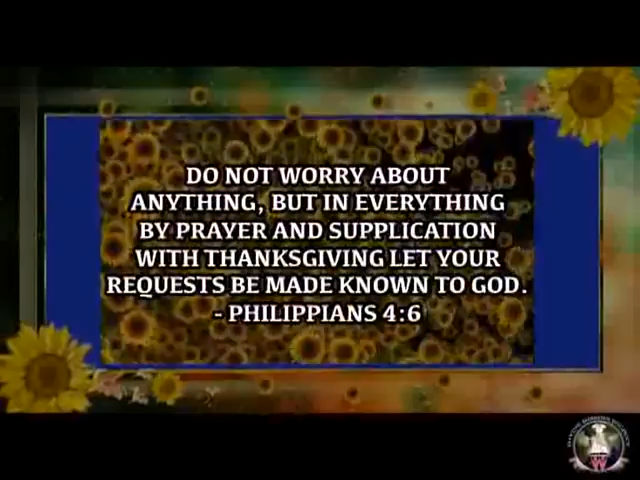 DO NOT WORRY ABOUT
ANYTHING, BUT IN EVERYTHING
BY PRAYER AND SUPPLICATION
WITH THANKSGIVING LET YOUR
REQUESTS BE MADE KNOWN TO GOD.
- PHILIPPIANS 4:6